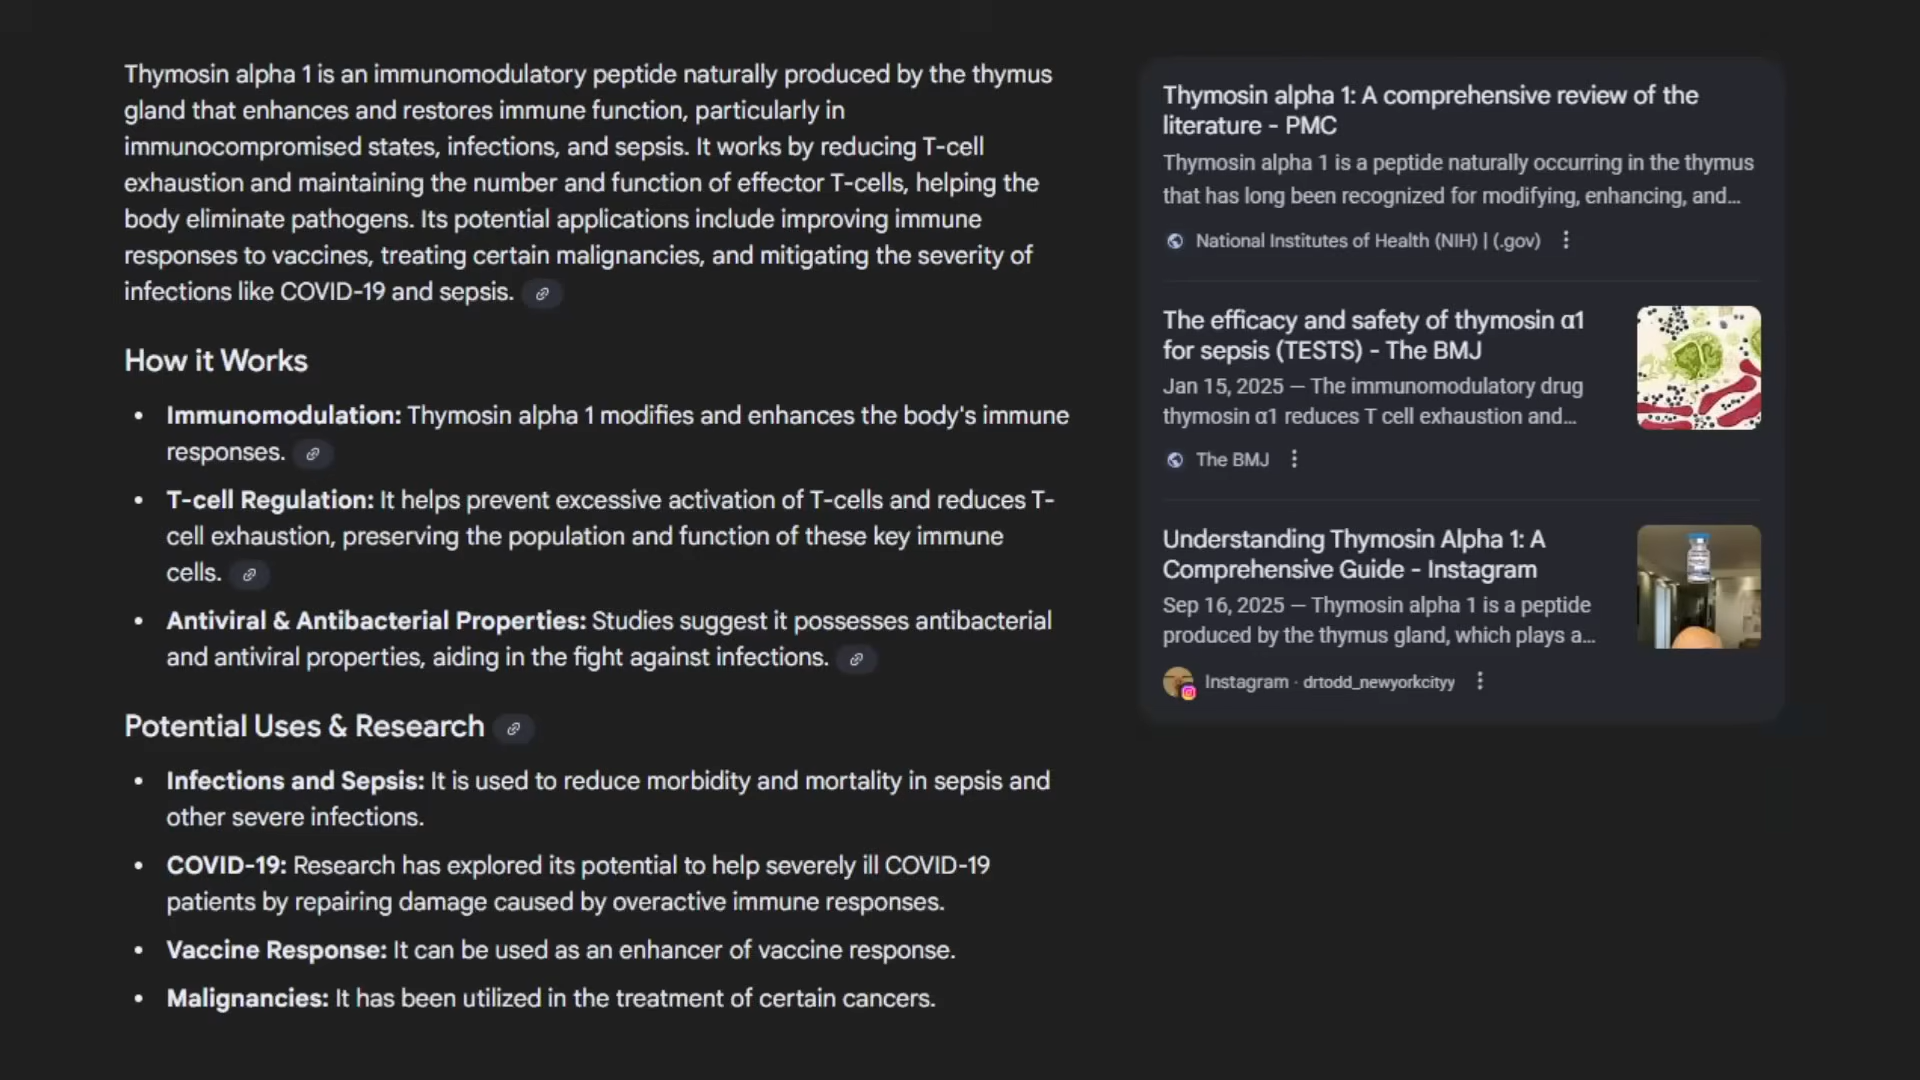 Thymosin alpha 1 is an immunomodulatory peptide naturally produced by the thymus
gland that enhances and restores immune function, particularly in
immunocompromised states, infections, and sepsis. It works by reducing T-cell
exhaustion and maintaining the number and function of effector T-cells, helping the
body eliminate pathogens. Its potential applications include improving immune
responses to vaccines, treating certain malignancies, and mitigating the severity of
infections like COVID-19 and sepsis.
How it Works
• Immunomodulation: Thymosin alpha 1 modifies and enhances the body's immune
responses.
• T-cell Regulation: It helps prevent excessive activation of T-cells and reduces T-
cell exhaustion, preserving the population and function of these key immune
cells.
• Antiviral & Antibacterial Properties: Studies suggest it possesses antibacterial
and antiviral properties, aiding in the fight against infections.
Potential Uses & Research
• Infections and Sepsis: It is used to reduce morbidity and mortality in sepsis and
other severe infections.
• COVID-19: Research has explored its potential to help severely ill COVID-19
patients by repairing damage caused by overactive immune responses.
• Vaccine Response: It can be used as an enhancer of vaccine response.
• Malignancies: It has been utilized in the treatment of certain cancers.
Thymosin alpha 1: A comprehensive review of the
literature - PMC
Thymosin alpha 1 is a peptide naturally occurring in the thymus
that has long been recognized for modifying, enhancing, and...
National Institutes of Health (NIH) | (.gov)
The efficacy and safety of thymosin α1
for sepsis (TESTS) - The BMJ
Jan 15, 2025 — The immunomodulatory drug
thymosin α1 reduces T cell exhaustion and...
The BMJ
Understanding Thymosin Alpha 1: A
Comprehensive Guide - Instagram
Sep 16, 2025 — Thymosin alpha 1 is a peptide
produced by the thymus gland, which plays a...
Instagram · drtodd_newyorkcityy